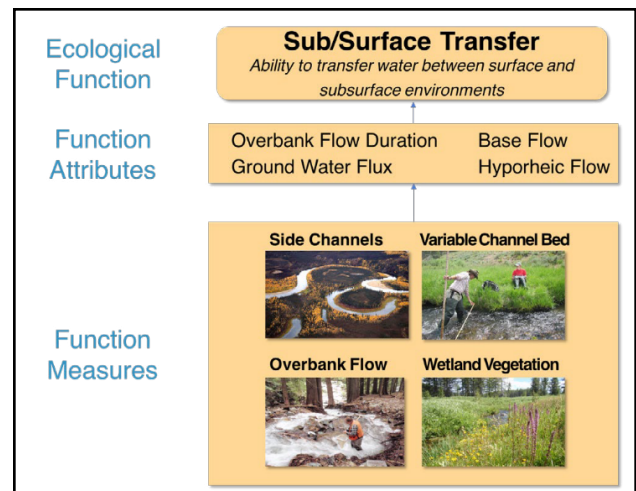 Ecological
Function
Sub/Surface Transfer
Ability to transfer water between surface and
subsurface environments
Function
Attributes
Overbank Flow Duration
Base Flow
Ground Water Flux
Hyporheic Flow
Function
Measures
Side Channels
Variable Channel Bed
Overbank Flow
Wetland Vegetation